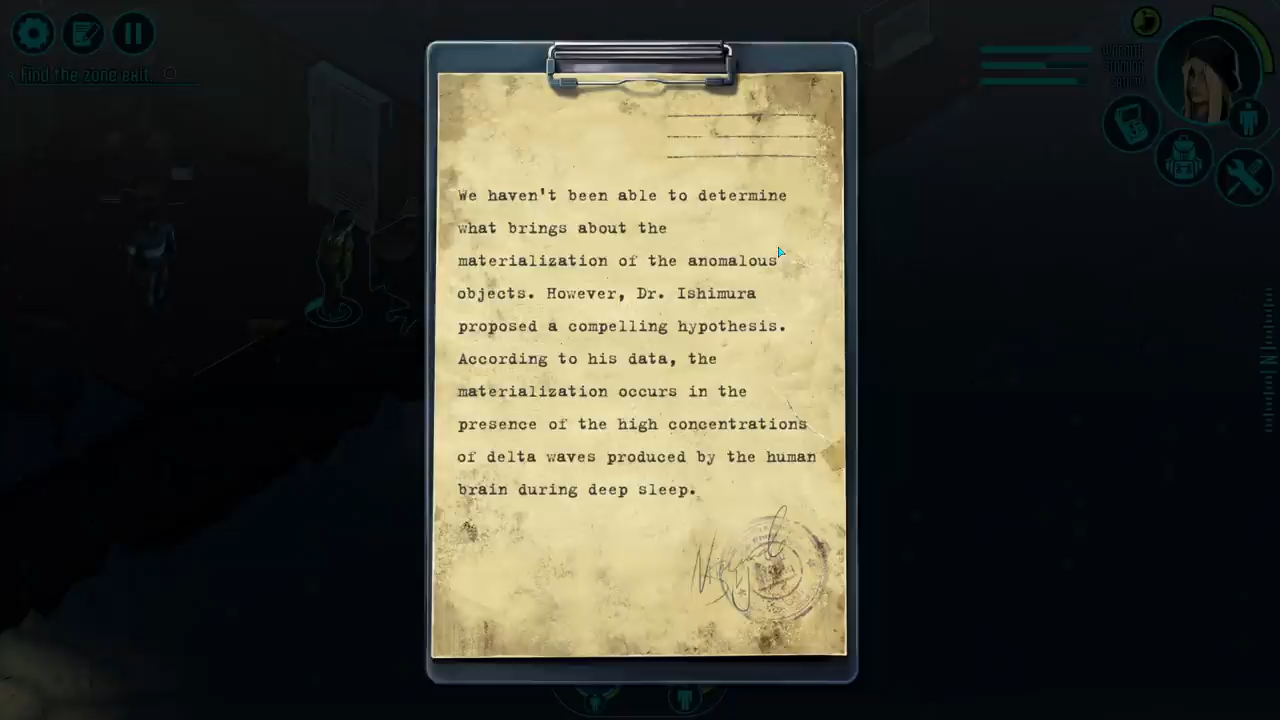 Find the zone exit.
We haven't been able to determine
what brings about the
materialization of the anomalous
objects. However, Dr. Ishimura
proposed a compelling hypothesis.
According to his data, the
materialization occurs in the
presence of the high concentrations
of delta waves produced by the human
brain during deep sleep.
N